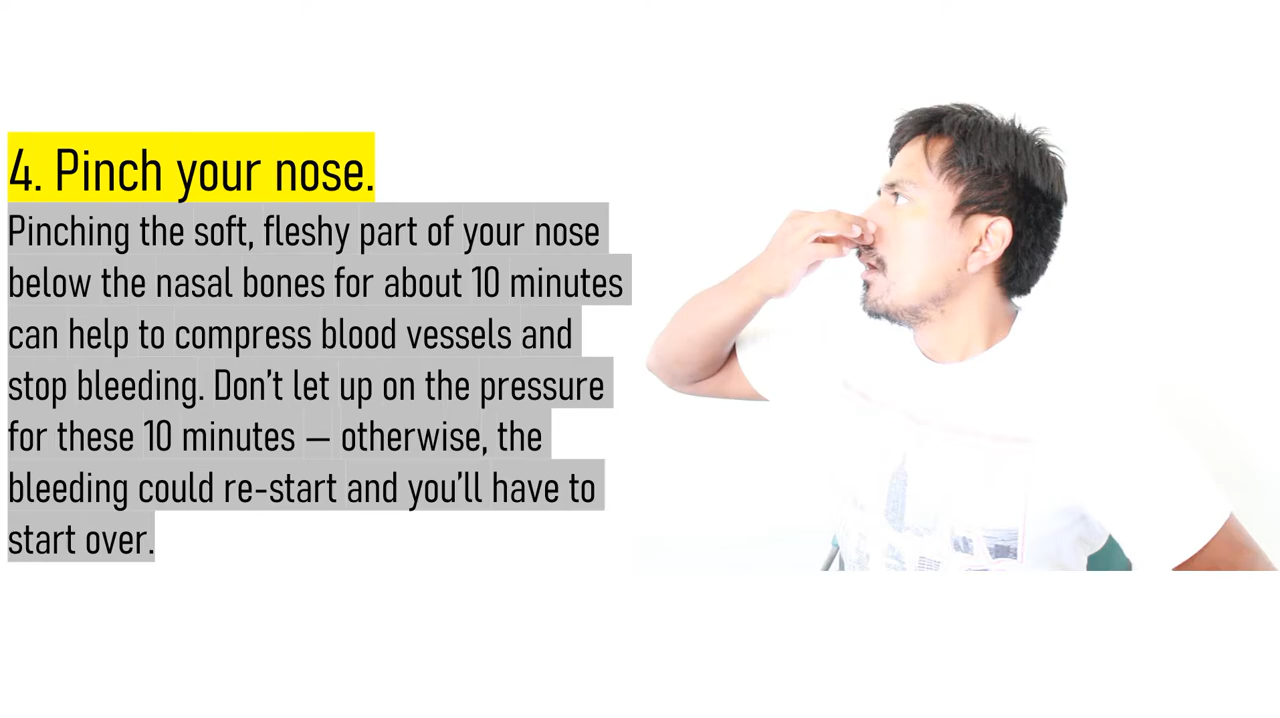 4. Pinch your nose.
Pinching the soft, fleshy part of your nose
below the nasal bones for about 10 minutes
can help to compress blood vessels and
stop bleeding. Don’t let up on the pressure
for these 10 minutes – otherwise, the
bleeding could re-start and you’ll have to
start over.